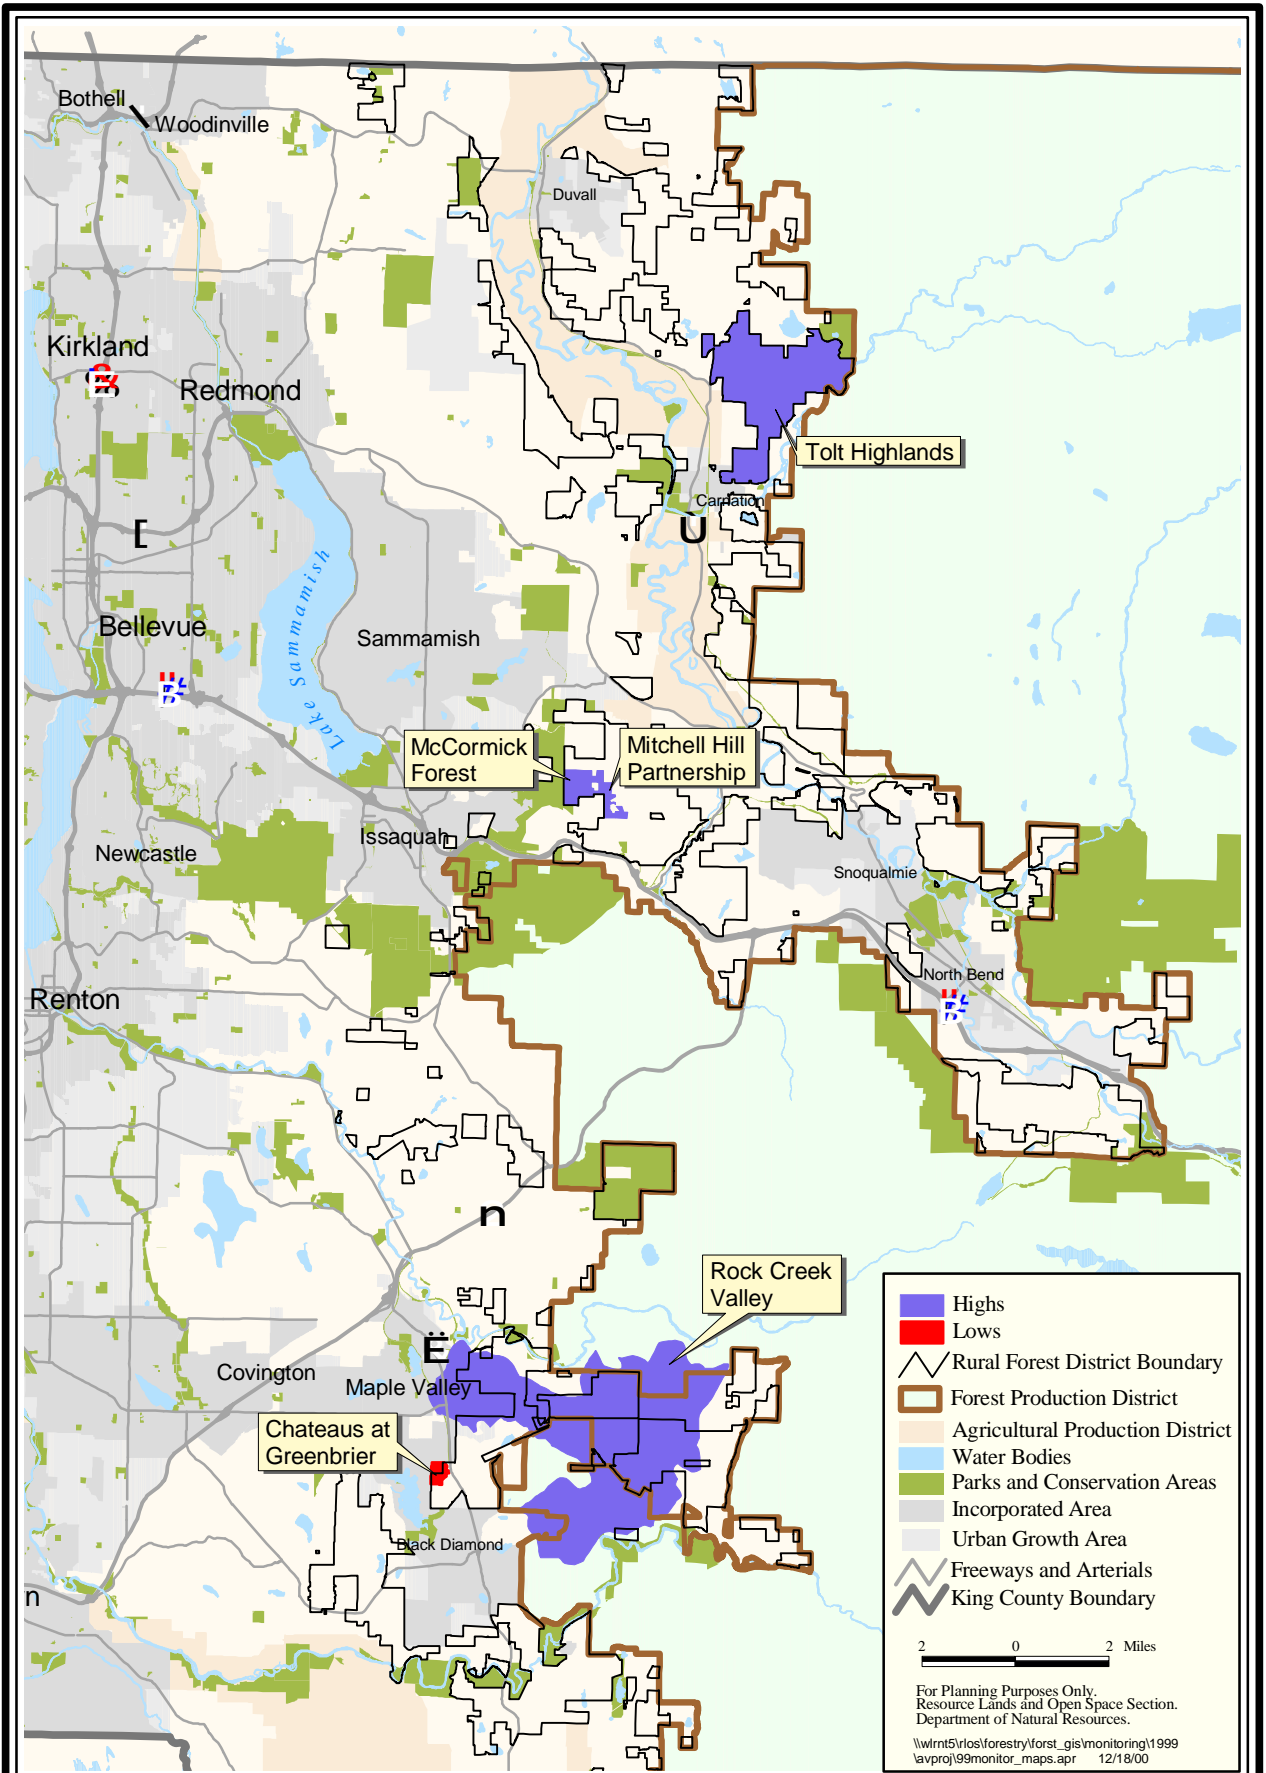 Bothell
Woodinville
Duvall
Kirkland
Redmond
Tolt Highlands
Carnation
[
Ù
Bellevue
Lake Sammamish
Sammamish
McCormick
Forest
Mitchell Hill
Partnership
Issaquah
Newcastle
Snoqualmie
North Bend
Renton
n
Rock Creek
Valley
Ë
Covington
Maple Valley
Chateaus at
Greenbrier
Black Diamond
n
Highs
Lows
Rural Forest District Boundary
Forest Production District
Agricultural Production District
Water Bodies
Parks and Conservation Areas
Incorporated Area
Urban Growth Area
Freeways and Arterials
King County Boundary
2 0 2 Miles
For Planning Purposes Only.
Resource Lands and Open Space Section.
Department of Natural Resources.
\\wlrnt5\rlos\forestry\forst_gis\monitoring\1999
\avproj\99monitor_maps.apr 12/18/00